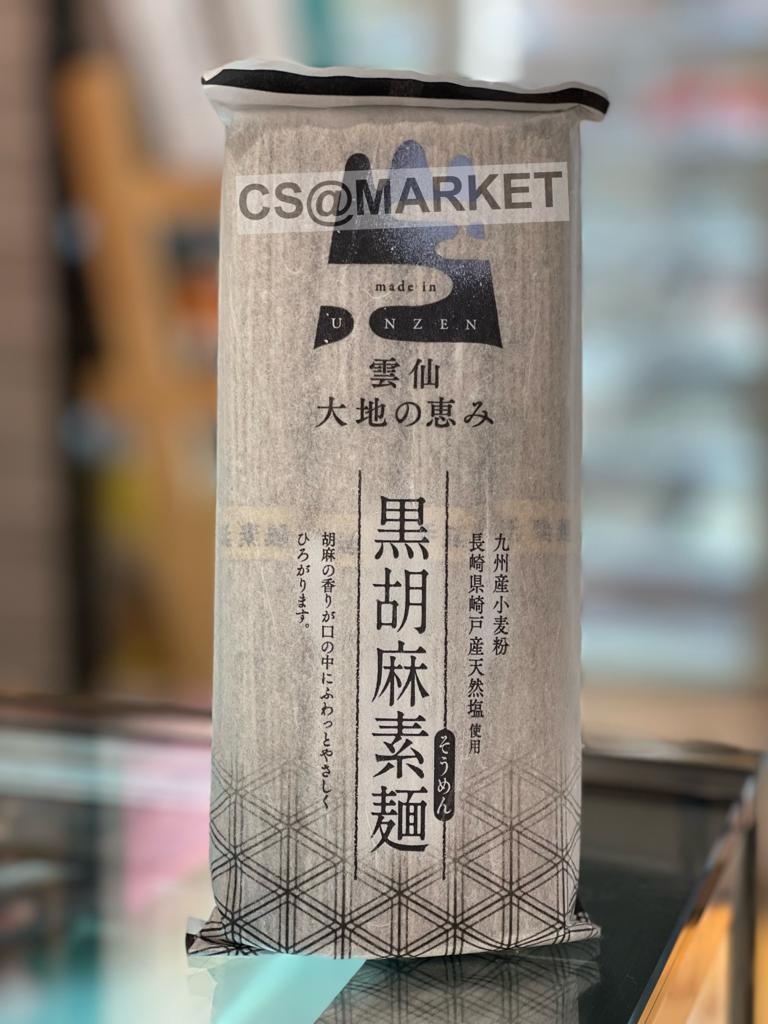 CS@MARKET
made in
UNZEN
雲仙
大地の恵み
九州産小麦粉
長崎県崎戸産天然塩使用
黒胡麻素麺
そうめん
胡麻の香りが口の中にふわっとやさしく
ひろがります。